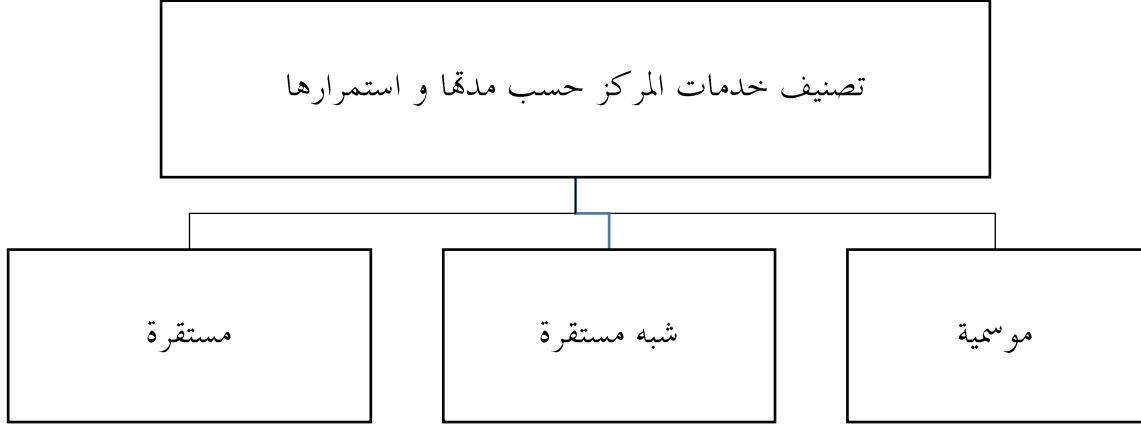 تصنيف خدمات المركز حسب مدتها و استمرارها
موسمية
شبه مستقرة
مستقرة